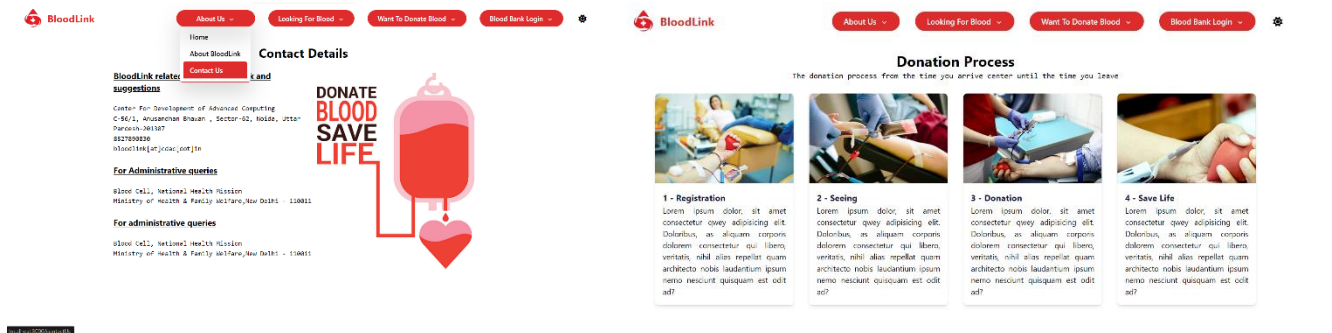 BloodLink
About Us
Looking For Blood
Want To Donate Blood
Blood Bank Login
Home
About BloodLink
Contact Us
Contact Details
BloodLink related and
suggestions
Center For Development of Advanced Computing
C-56/1, Anusandhan Bhawan , Sector-62, Noida, Uttar
Pardesh-201307
bloodlink[at]cdac[dot]in
For Administrative queries
Blood Cell, National Health Mission
Ministry of Health & Family Welfare,New Delhi - 110011
For administrative queries
Blood Cell, National Health Mission
Ministry of Health & Family Welfare,New Delhi - 110011
DONATE
BLOOD
SAVE
LIFE
BloodLink
About Us
Looking For Blood
Want To Donate Blood
Blood Bank Login
Donation Process
The donation process from the time you arrive center until the time you leave
1 - Registration
Lorem ipsum dolor, sit amet
consectetur qwey adipisicing elit.
Doloribus, as aliquam corporis
dolorem consectetur qui libero,
veritatis, nihil alias repellat quam
architecto nobis laudantium ipsum
nemo nesciunt quisquam est odit
ad?
2 - Seeing
Lorem ipsum dolor, sit amet
consectetur qwey adipisicing elit.
Doloribus, as aliquam corporis
dolorem consectetur qui libero,
veritatis, nihil alias repellat quam
architecto nobis laudantium ipsum
nemo nesciunt quisquam est odit
ad?
3 - Donation
Lorem ipsum dolor, sit amet
consectetur qwey adipisicing elit.
Doloribus, as aliquam corporis
dolorem consectetur qui libero,
veritatis, nihil alias repellat quam
architecto nobis laudantium ipsum
nemo nesciunt quisquam est odit
ad?
4 - Save Life
Lorem ipsum dolor, sit amet
consectetur qwey adipisicing elit.
Doloribus, as aliquam corporis
dolorem consectetur qui libero,
veritatis, nihil alias repellat quam
architecto nobis laudantium ipsum
nemo nesciunt quisquam est odit
ad?